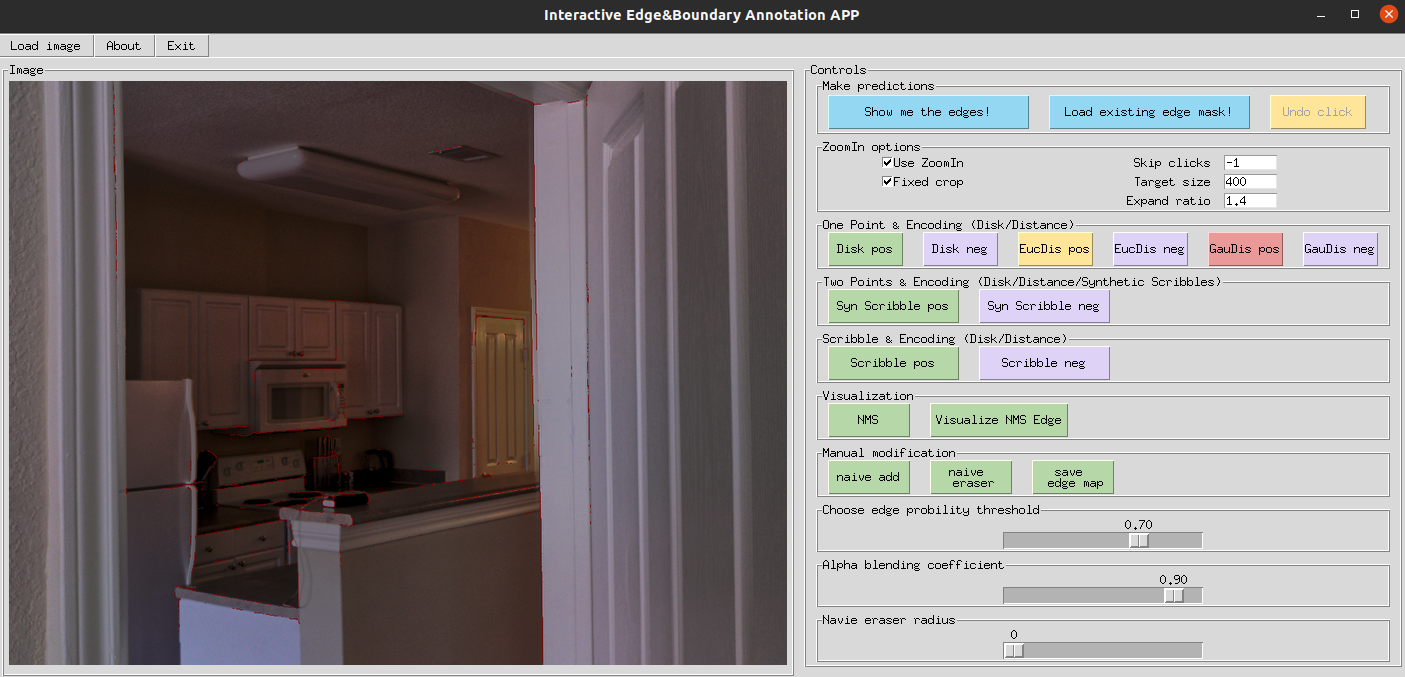 Interactive Edge&Boundary Annotation APP
Load image About Exit
Image
Controls
Make predictions
Show me the edges! Load existing edge mask! Undo click
ZoomIn options
Use ZoomIn Skip clicks -1
Fixed crop Target size 400
Expand ratio 1.4
One Point & Encoding (Disk/Distance)
Disk pos Disk neg EucDis pos EucDis neg GauDis pos GauDis neg
Two Points & Encoding (Disk/Distance/Synthetic Scribbles)
Syn Scribble pos Syn Scribble neg
Scribble & Encoding (Disk/Distance)
Scribble pos Scribble neg
Visualization
NMS Visualize NMS Edge
Manual modification
naive add naive eraser save edge map
Choose edge probility threshold
0.70
Alpha blending coefficient
0.90
Navie eraser radius
0